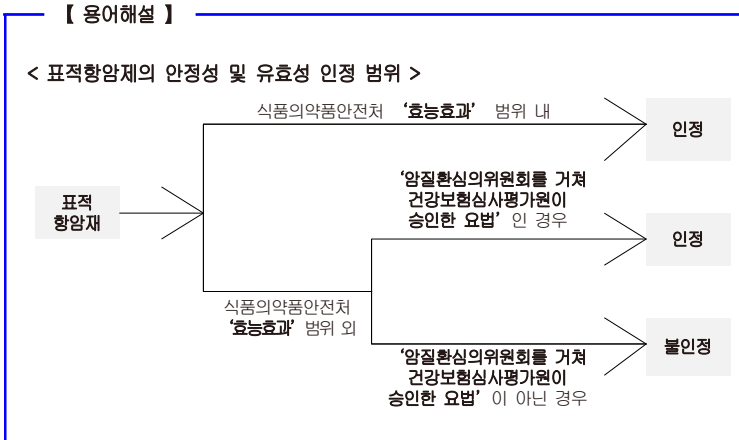 【 용어해설 】
< 표적항암제의 안정성 및 유효성 인정 범위 >
식품의약품안전처 ‘효능효과’ 범위 내
인정
‘암질환심의위원회를 거쳐
건강보험심사평가원이
승인한 요법’ 인 경우
표적
항암재
인정
식품의약품안전처
‘효능효과’ 범위 외
불인정
‘암질환심의위원회를 거쳐
건강보험심사평가원이
승인한 요법’ 이 아닌 경우